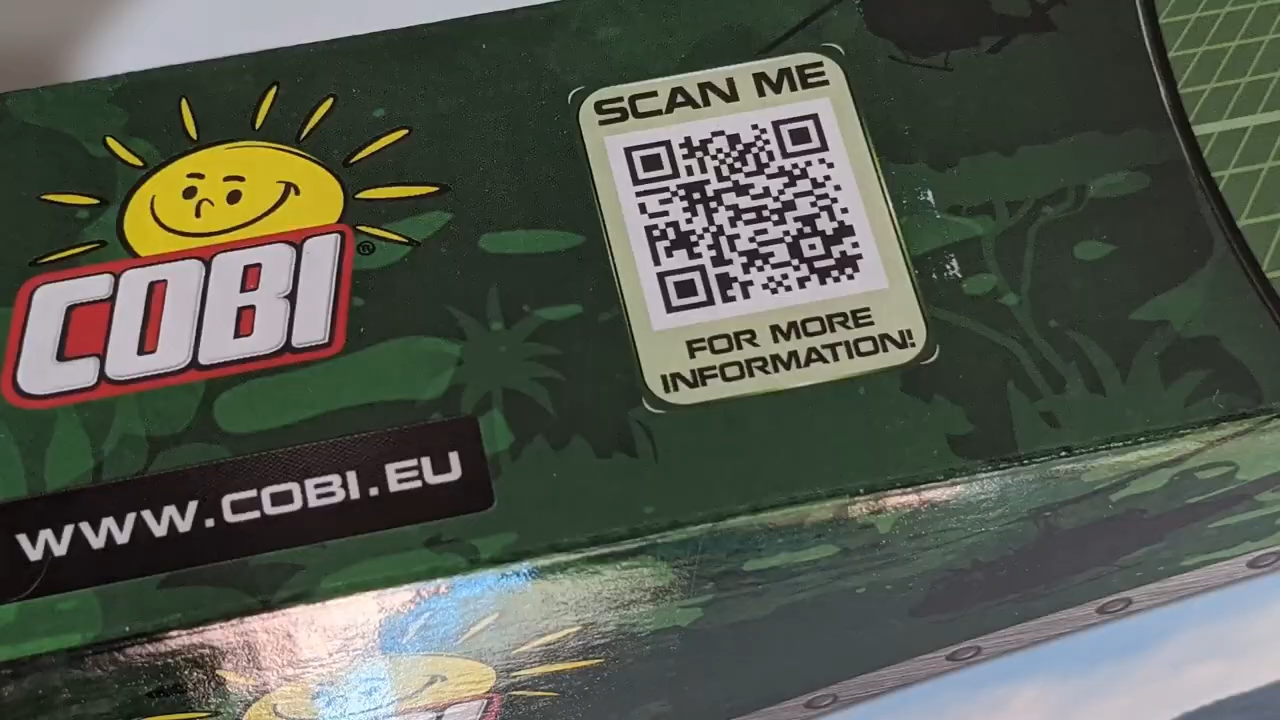 COBI®
WWW.COBI.EU
SCAN ME
FOR MORE
INFORMATION!